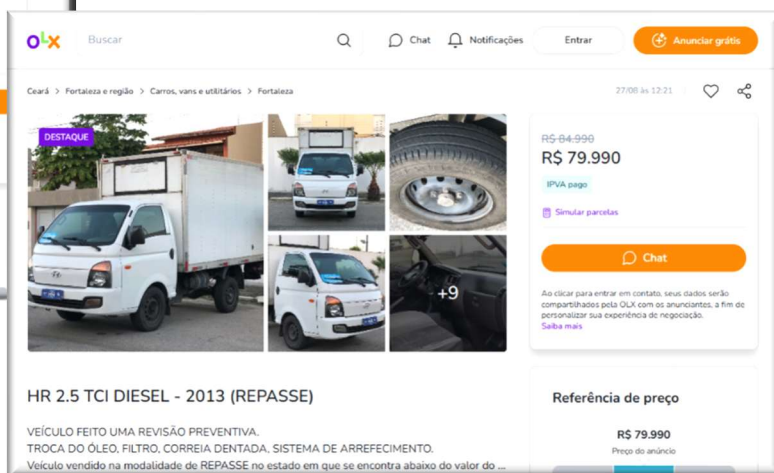 OLX
Buscar
Chat
Notificações
Entrar
Anunciar grátis
Ceará > Fortaleza e região > Carros, vans e utilitários > Fortaleza
27/08 às 12:21
DESTAQUE
+9
R$ 84.990
R$ 79.990
IPVA pago
Simular parcelas
Chat
Ao clicar para entrar em contato, seus dados serão
compartilhados pela OLX com os anunciantes, a fim de
personalizar sua experiência de negociação.
Saiba mais
HR 2.5 TCI DIESEL - 2013 (REPASSE)
VEÍCULO FEITO UMA REVISÃO PREVENTIVA.
TROCA DO ÓLEO, FILTRO, CORREIA DENTADA, SISTEMA DE ARREFECIMENTO.
Veículo vendido na modalidade de REPASSE no estado em que se encontra abaixo do valor do ...
Referência de preço
R$ 79.990
Preço do anúncio